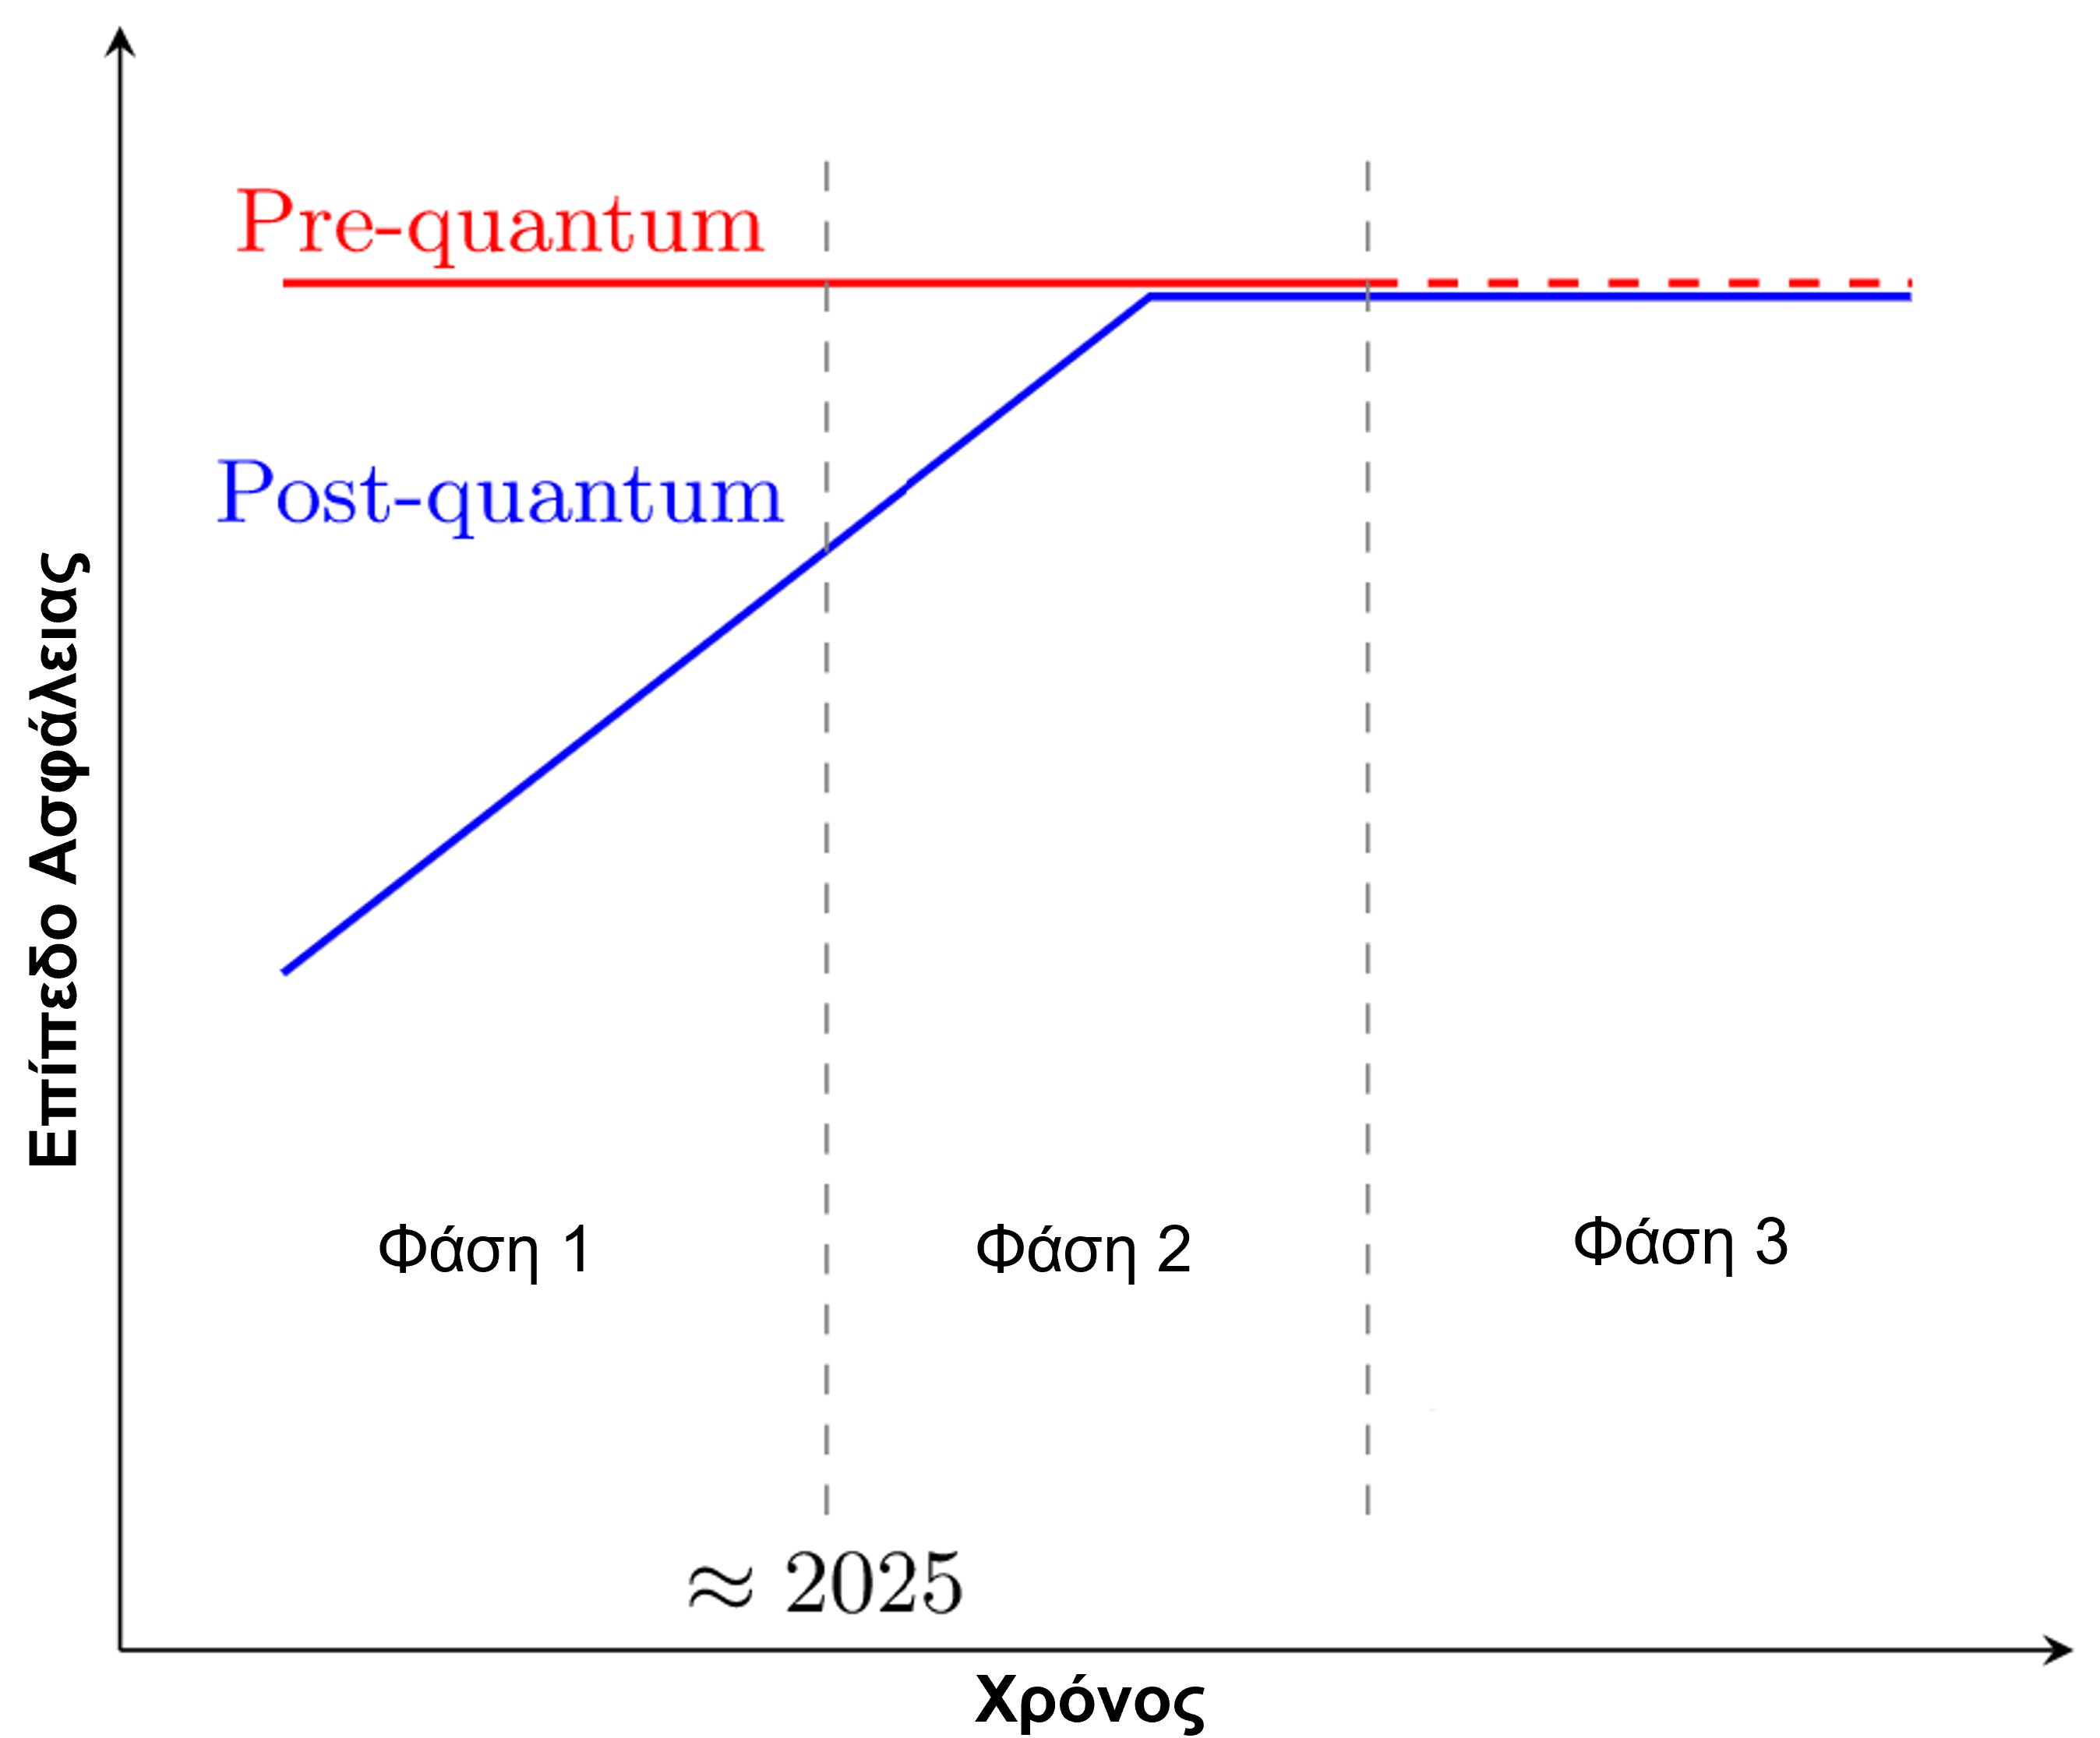 Pre-quantum
Post-quantum
Επίπεδο Ασφάλειας
Φάση 1
Φάση 2
Φάση 3
≈ 2025
Χρόνος